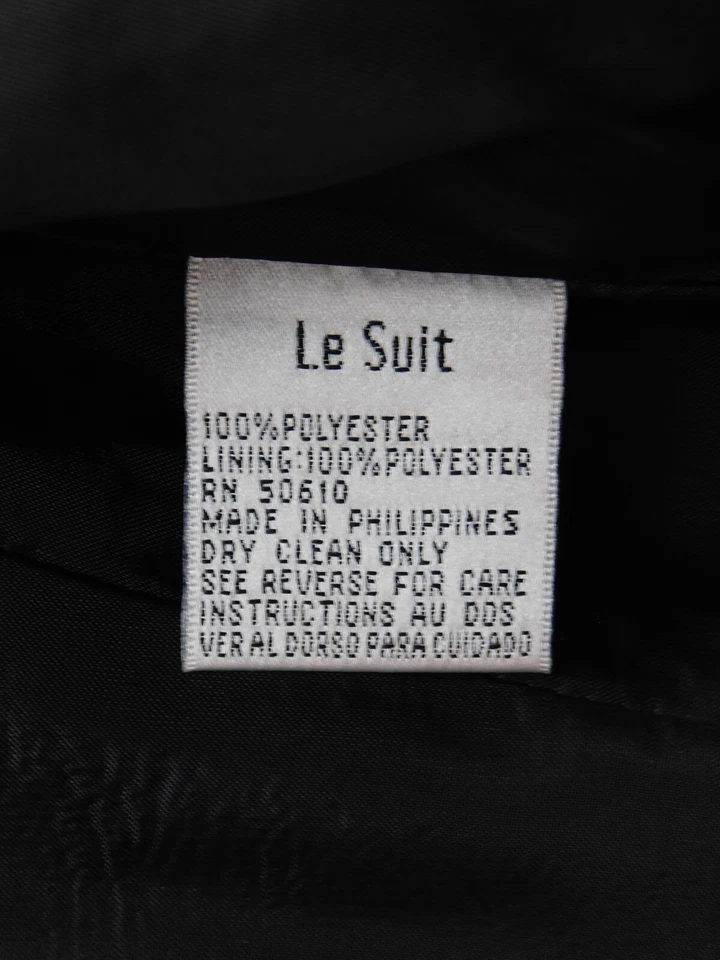 Le Suit
100%POLYESTER
LINING:100%POLYESTER
RN 50610
MADE IN PHILIPPINES
DRY CLEAN ONLY
SEE REVERSE FOR CARE
INSTRUCTIONS AU DOS
VER AL DORSO PARA CUIDADO